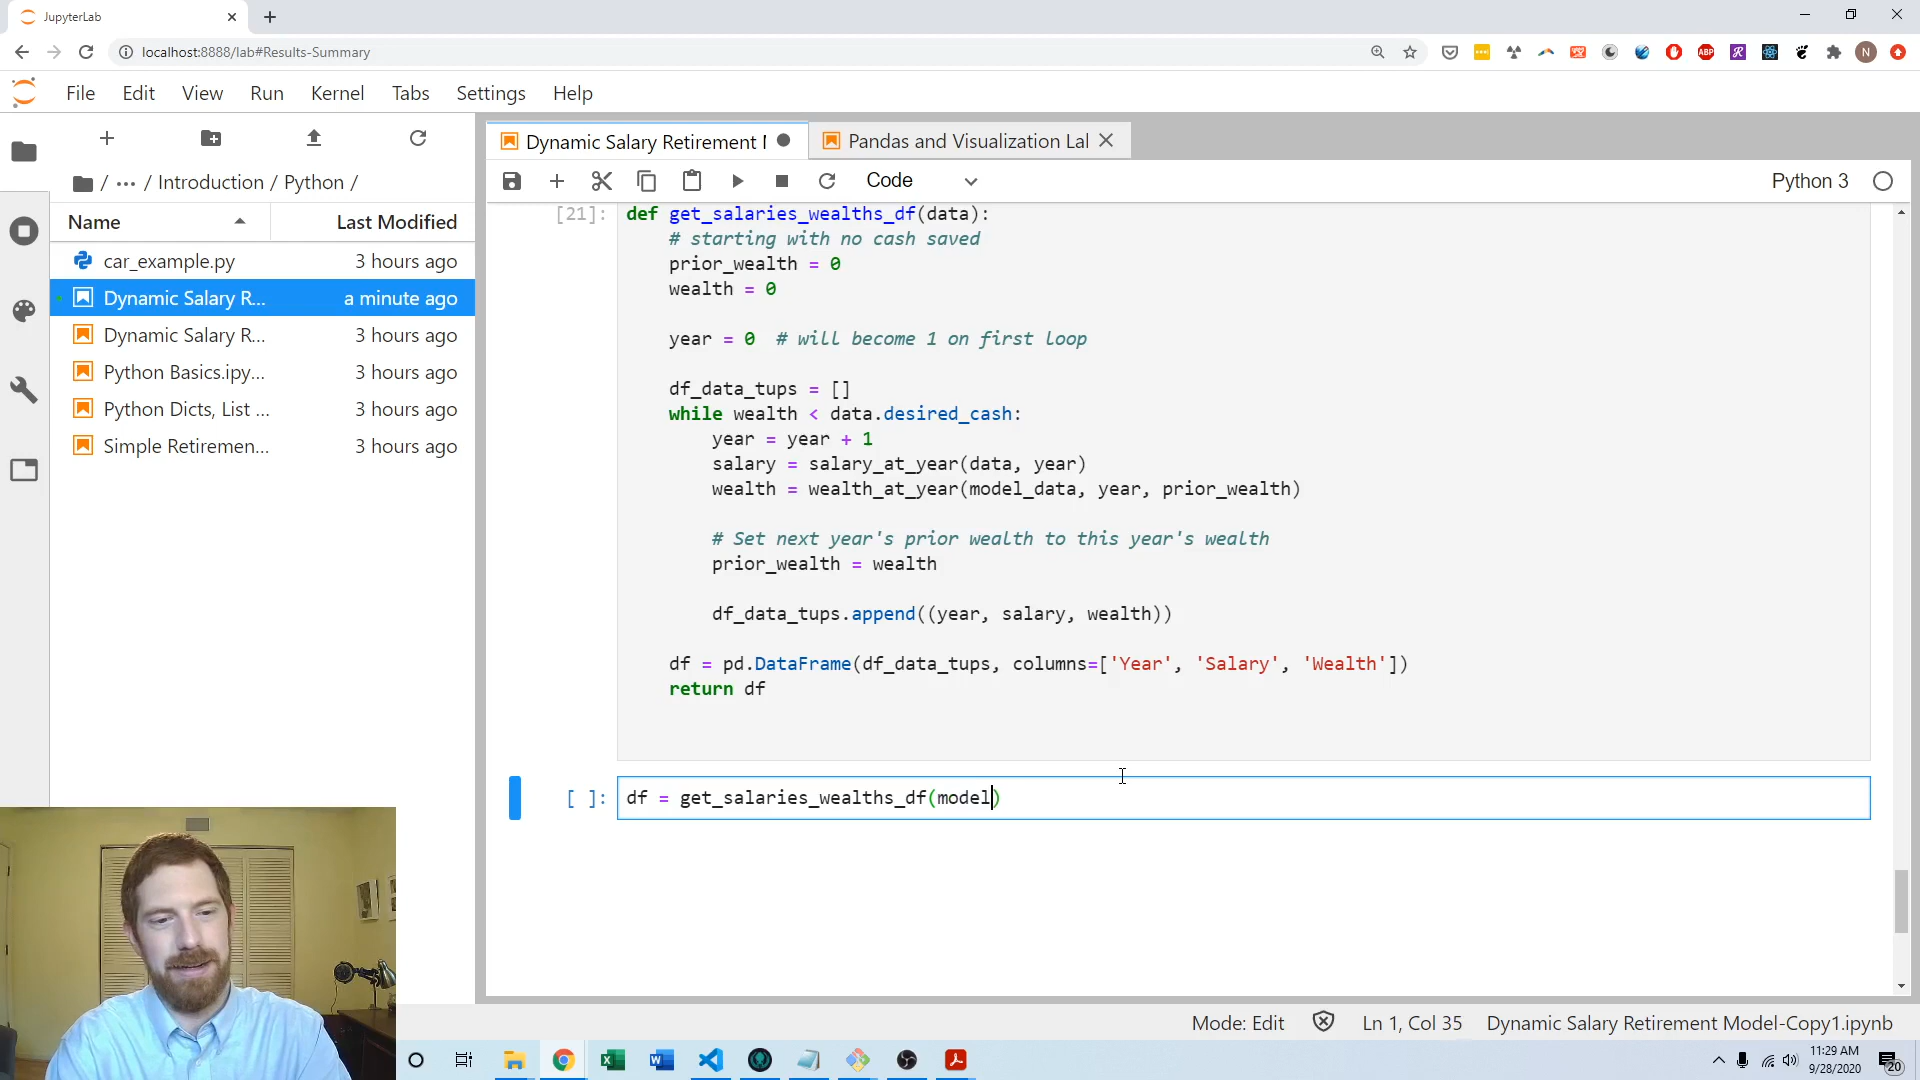 JupyterLab
localhost:8888/lab#Results-Summary
File Edit View Run Kernel Tabs Settings Help
Dynamic Salary Retirement M
Pandas and Visualization Lal
/ ··· / Introduction / Python /
Code
Python 3
Name Last Modified
car_example.py 3 hours ago
Dynamic Salary R... a minute ago
Dynamic Salary R... 3 hours ago
Python Basics.ipy... 3 hours ago
Python Dicts, List ... 3 hours ago
Simple Retiremen... 3 hours ago
[21]: def get_salaries_wealths_df(data):
# starting with no cash saved
prior_wealth = 0
wealth = 0
year = 0 # will become 1 on first loop
df_data_tups = []
while wealth < data.desired_cash:
year = year + 1
salary = salary_at_year(data, year)
wealth = wealth_at_year(model_data, year, prior_wealth)
# Set next year's prior wealth to this year's wealth
prior_wealth = wealth
df_data_tups.append((year, salary, wealth))
df = pd.DataFrame(df_data_tups, columns=['Year', 'Salary', 'Wealth'])
return df
[ ]: df = get_salaries_wealths_df(model)
Mode: Edit Ln 1, Col 35 Dynamic Salary Retirement Model-Copy1.ipynb
11:29 AM
9/28/2020
20